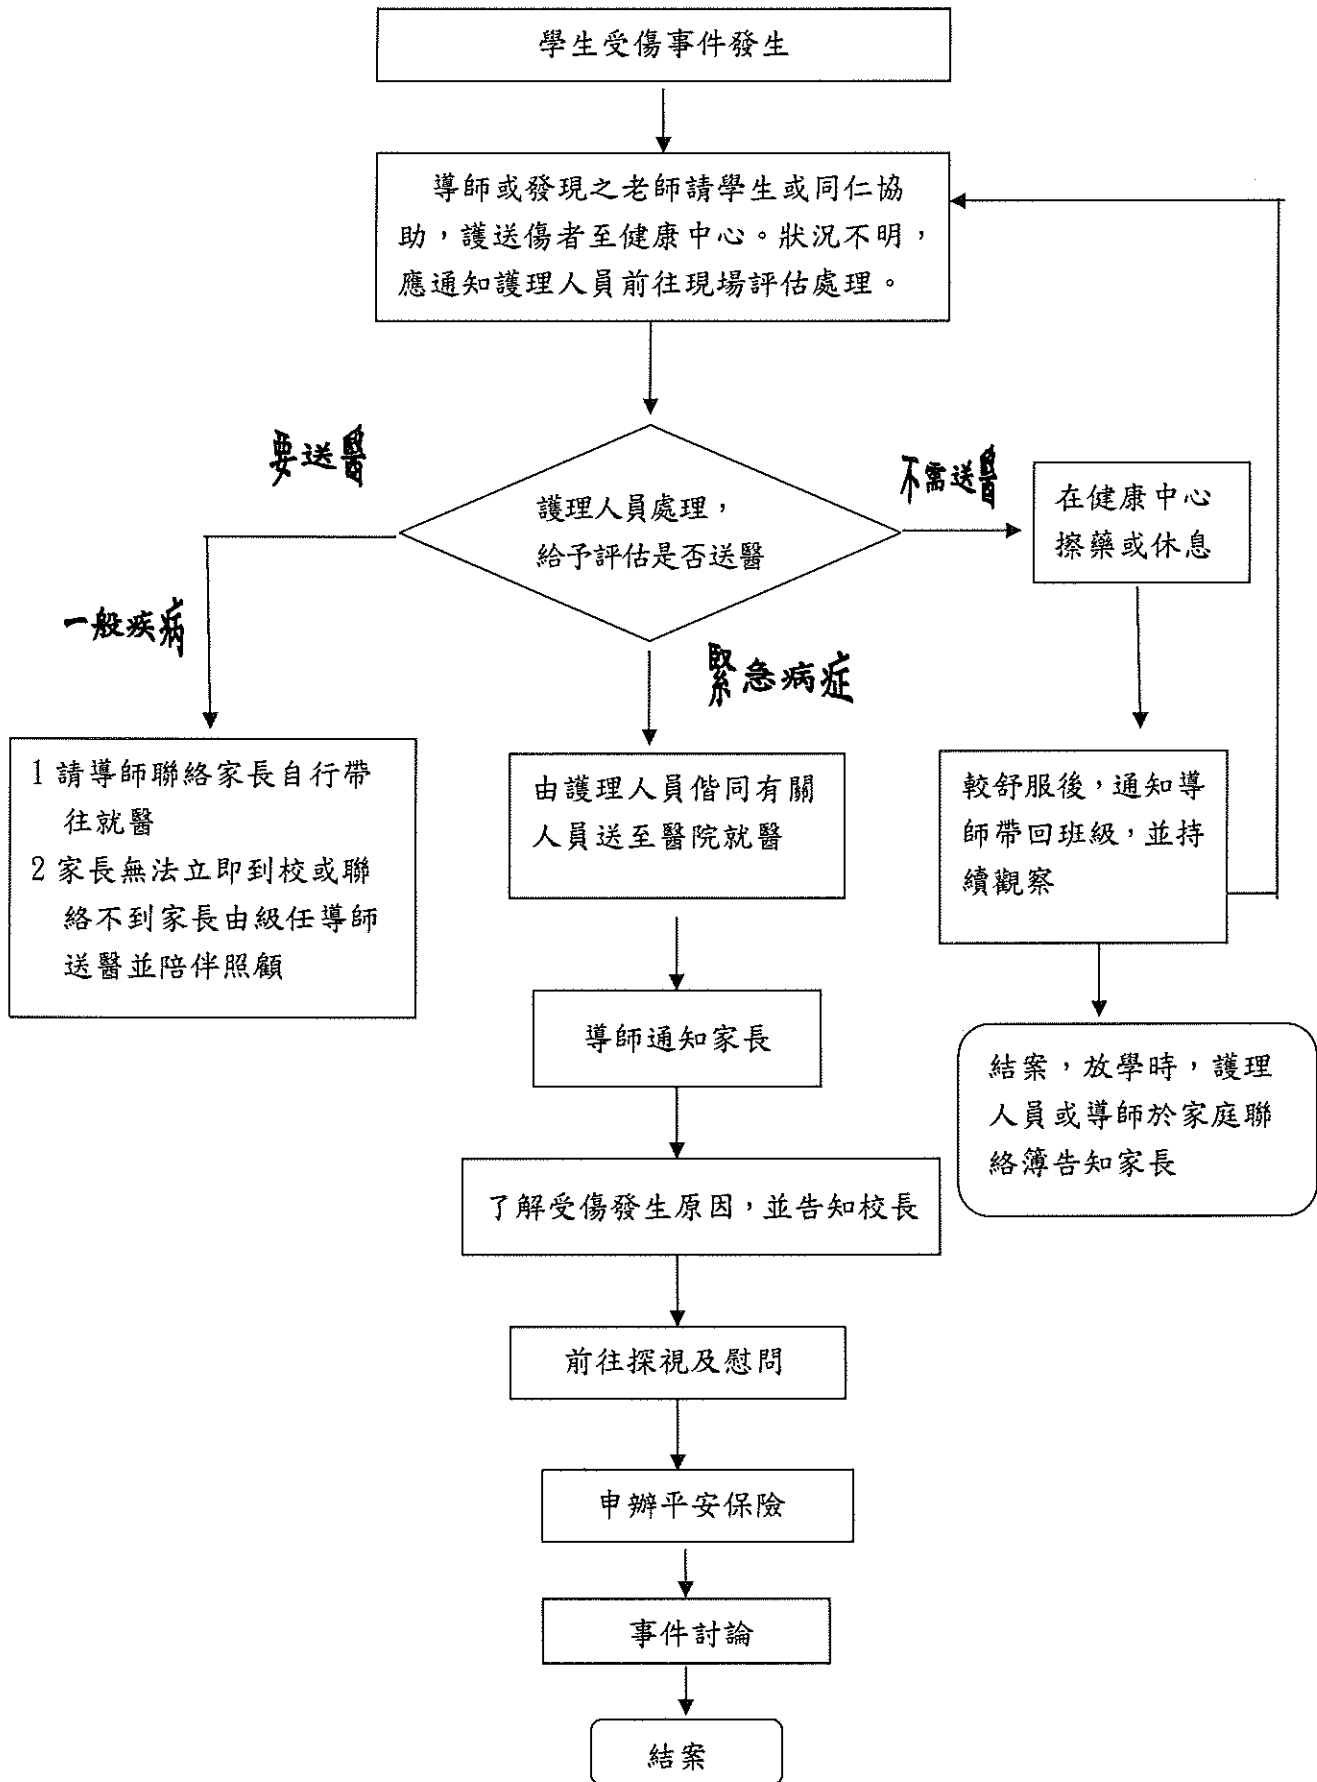 學生受傷事件發生
導師或發現之老師請學生或同仁協
助，護送傷者至健康中心。狀況不明，
應通知護理人員前往現場評估處理。
要送醫
不需送醫
護理人員處理，
給予評估是否送醫
在健康中心
擦藥或休息
一般疾病
緊急病症
1 請導師聯絡家長自行帶
往就醫
2 家長無法立即到校或聯
絡不到家長由級任導師
送醫並陪伴照顧
由護理人員偕同有關
人員送至醫院就醫
較舒服後，通知導
師帶回班級，並持
續觀察
導師通知家長
結案，放學時，護理
人員或導師於家庭聯
絡簿告知家長
了解受傷發生原因，並告知校長
前往探視及慰問
申辦平安保險
事件討論
結案